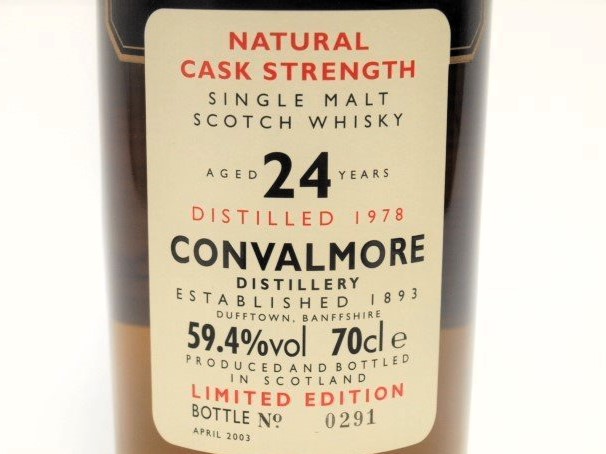 NATURAL
CASK STRENGTH
SINGLE MALT
SCOTCH WHISKY
AGED 24 YEARS
DISTILLED 1978
CONVALMORE
DISTILLERY
ESTABLISHED 1893
DUFFTOWN, BANFFSHIRE
59.4%vol 70cl e
PRODUCED AND BOTTLED
IN SCOTLAND
LIMITED EDITION
BOTTLE Nº 0291
APRIL 2003